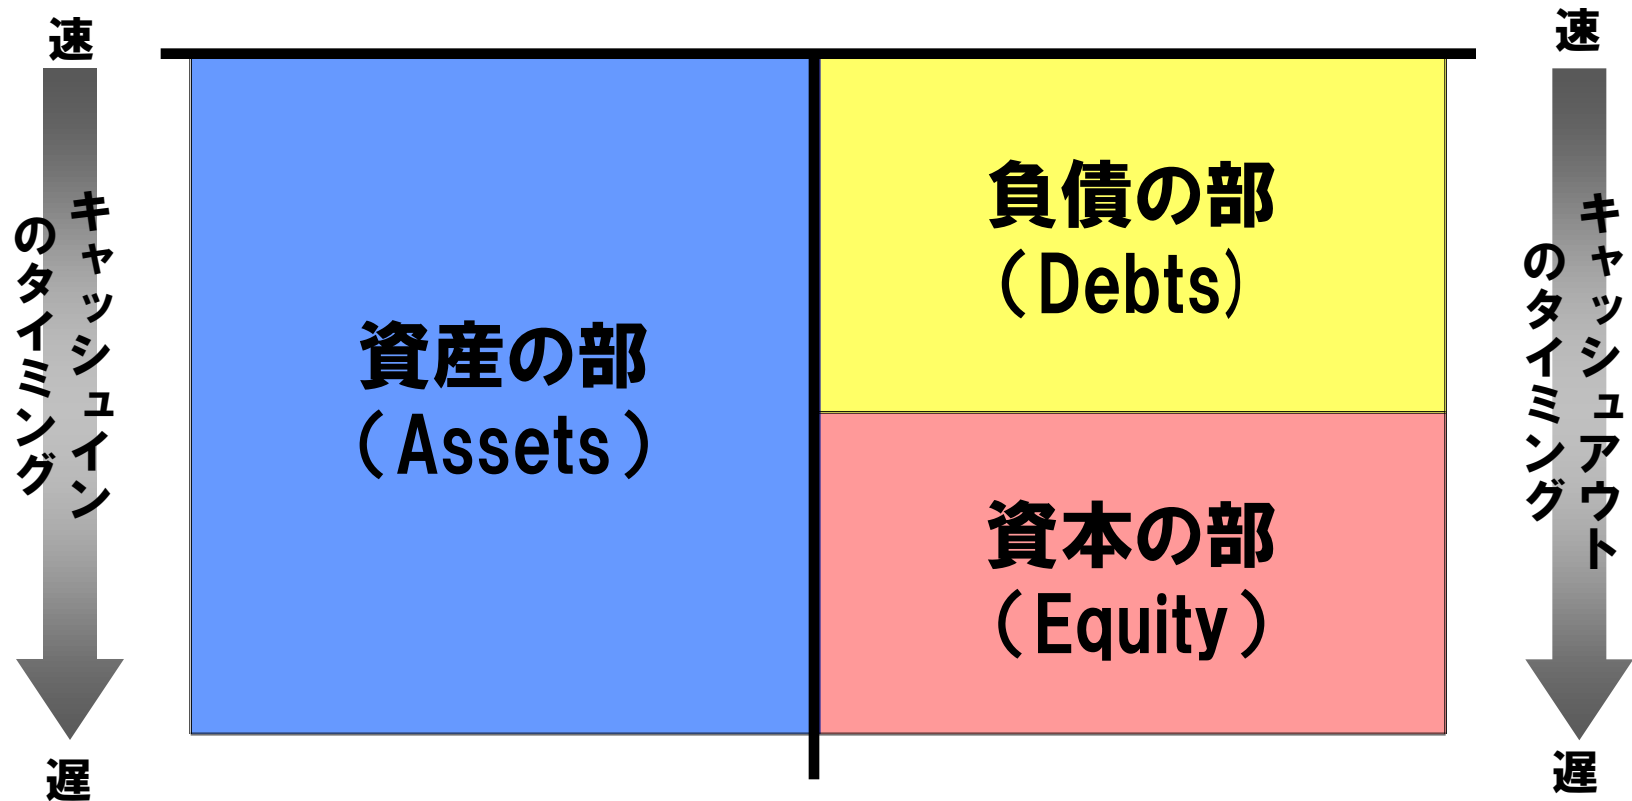 速
キャッシュイン
のタイミング
遅
資産の部
（Assets）
負債の部
（Debts)
資本の部
（Equity）
速
キャッシュアウト
のタイミング
遅